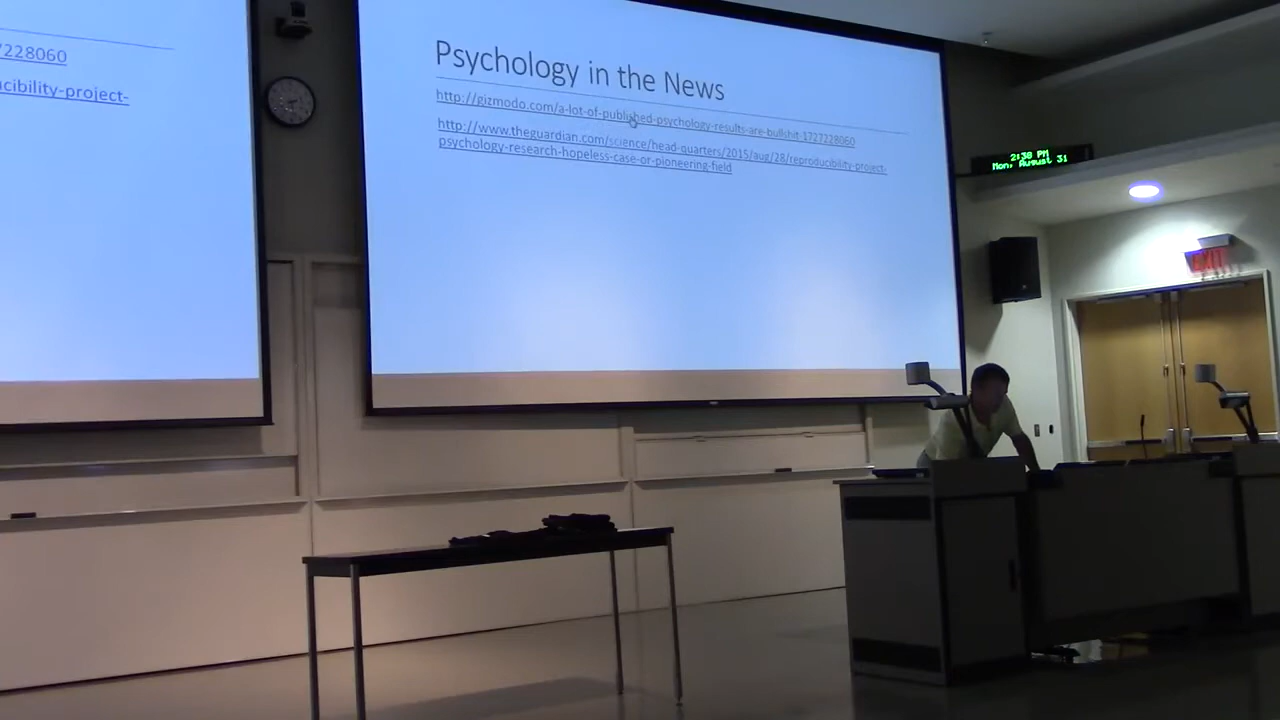 7228060
ucibility-project-
Psychology in the News
http://gizmodo.com/a-lot-of-published-psychology-results-are-bullshit-1727228060
http://www.theguardian.com/science/head-quarters/2015/aug/28/reproducibility-project-
psychology-research-hopeless-case-or-pioneering-field
2:38 PM
Mon, August 31
EXIT